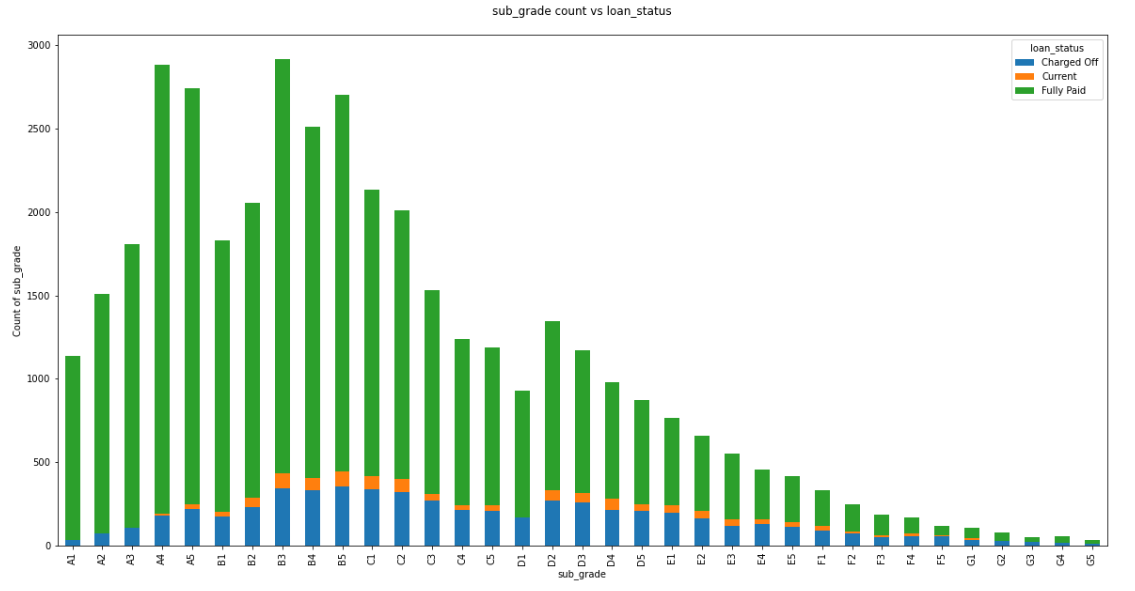 sub_grade count vs loan_status
loan_status
Charged Off
Current
Fully Paid
Count of sub_grade
3000
2500
2000
1500
1000
500
0
A1 A2 A3 A4 A5 B1 B2 B3 B4 B5 C1 C2 C3 C4 C5 D1 D2 D3 D4 D5 E1 E2 E3 E4 E5 F1 F2 F3 F4 F5 G1 G2 G3 G4 G5
sub_grade